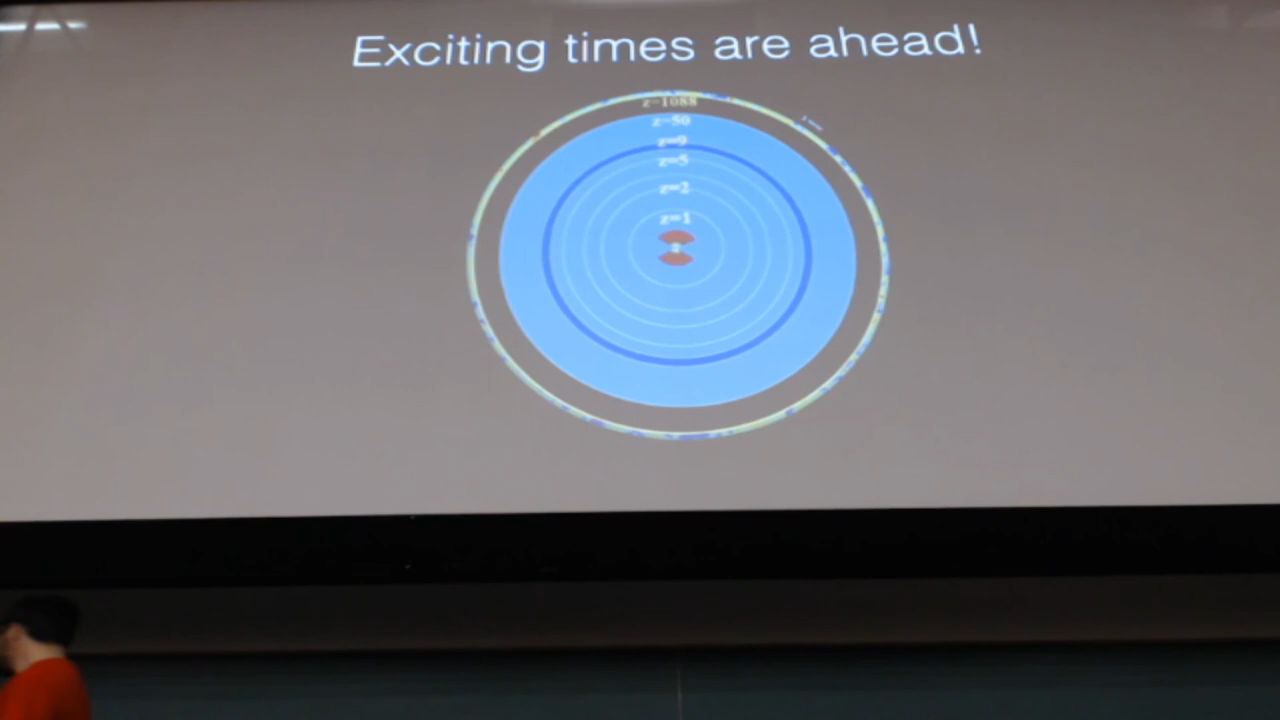 Exciting times are ahead!
z=1088
z=50
z=9
z=5
z=2
z=1